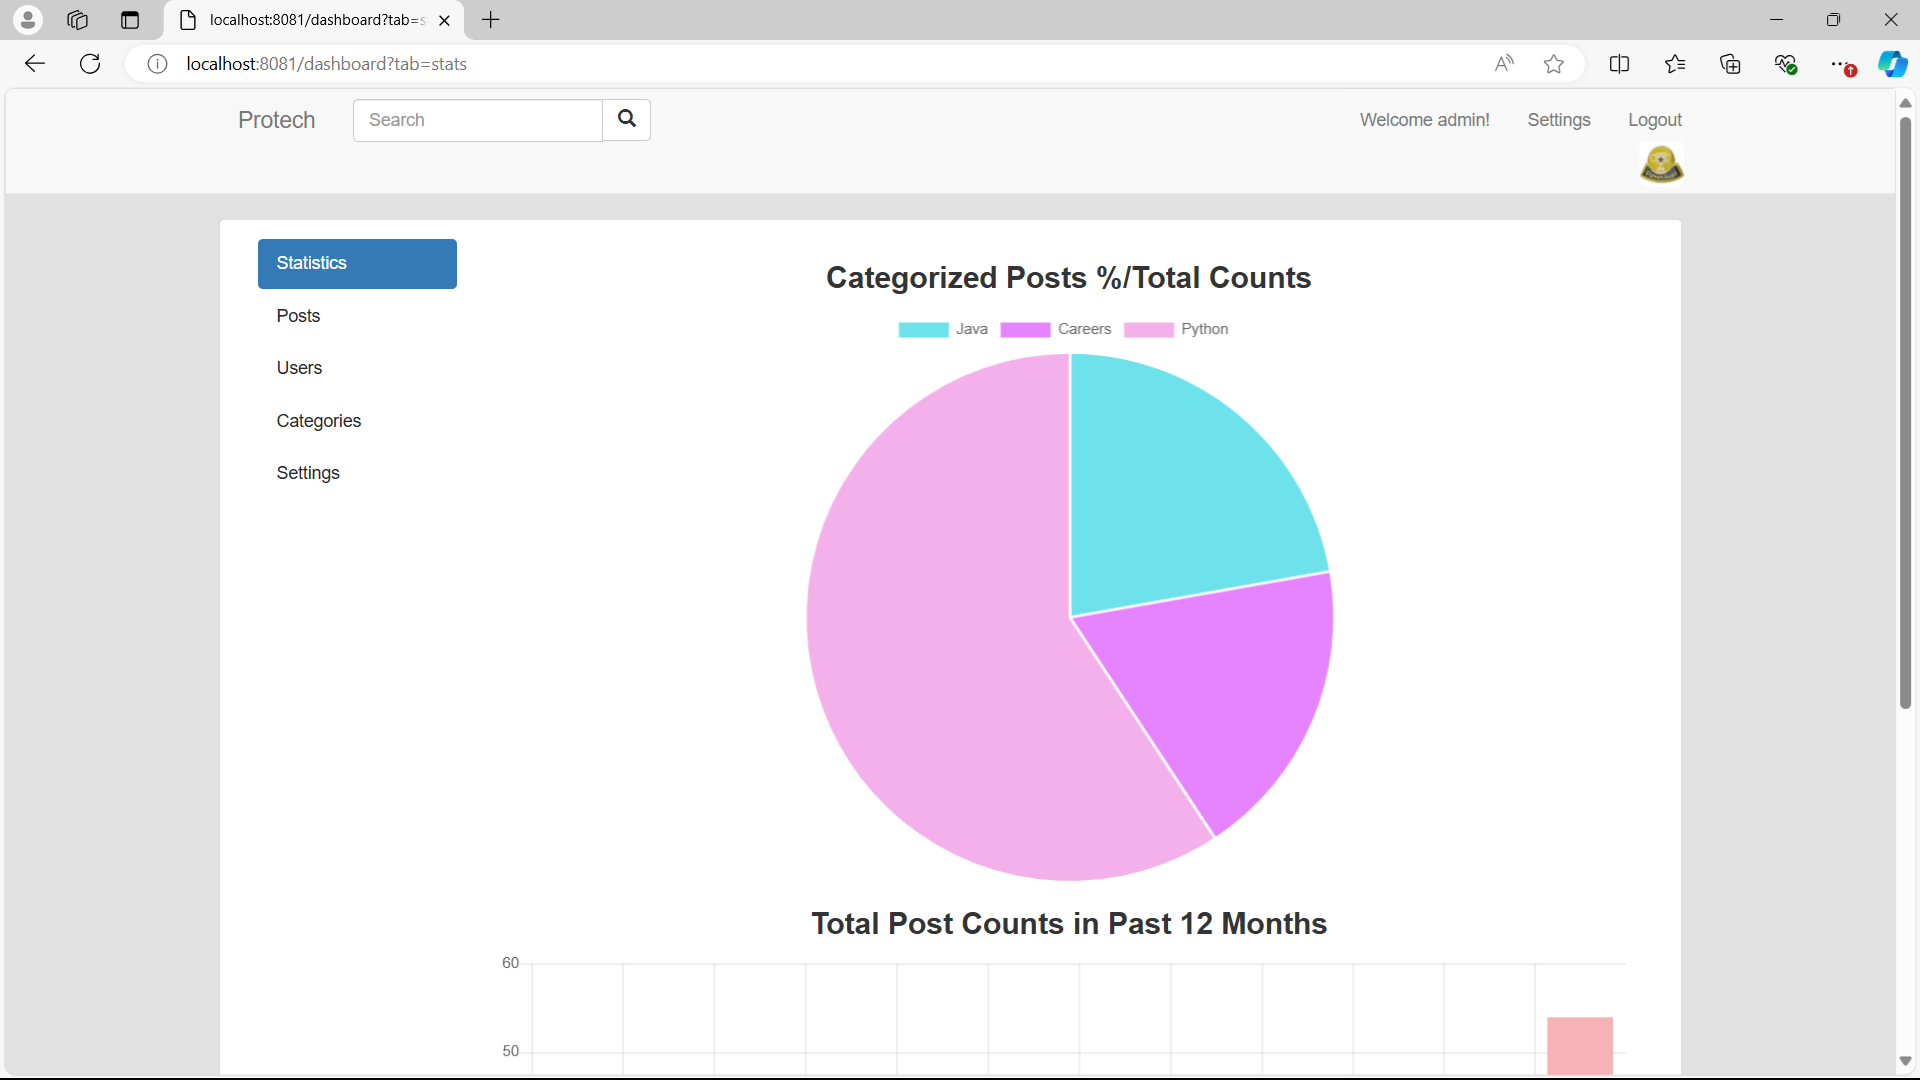 localhost:8081/dashboard?tab=s
localhost:8081/dashboard?tab=stats
Protech
Search
Welcome admin!
Settings
Logout
Statistics
Posts
Users
Categories
Settings
Categorized Posts %/Total Counts
Java Careers Python
Total Post Counts in Past 12 Months
60
50